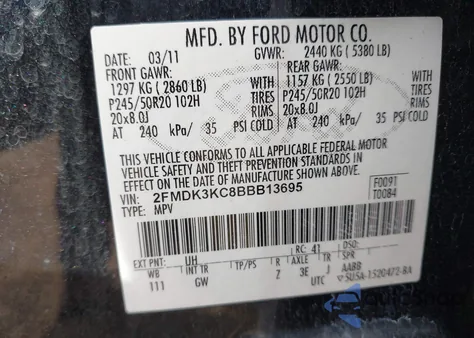 MFD. BY FORD MOTOR CO.
DATE: 03/11 GVWR: 2440 KG ( 5380 LB)
FRONT GAWR: REAR GAWR:
1297 KG ( 2860 LB) WITH 1157 KG ( 2550 LB) WITH
P245/50R20 102H TIRES P245/50R20 102H TIRES
20x8.0J RIMS 20x8.0J RIMS
AT 240 kPa/ 35 PSI COLD AT 240 kPa/ 35 PSI COLD
THIS VEHICLE CONFORMS TO ALL APPLICABLE FEDERAL MOTOR
VEHICLE SAFETY AND THEFT PREVENTION STANDARDS IN
EFFECT ON THE DATE OF MANUFACTURE SHOWN ABOVE.
VIN: 2FMDK3KC8BBB13695 F0091
TYPE: MPV T0084
EXT PNT: UH RC: 41 DSO:
WB INT TR TP/PS R AXLE TR SPR
111 GW Z 3E J AABB
UTC 5U5A-1520472-BA